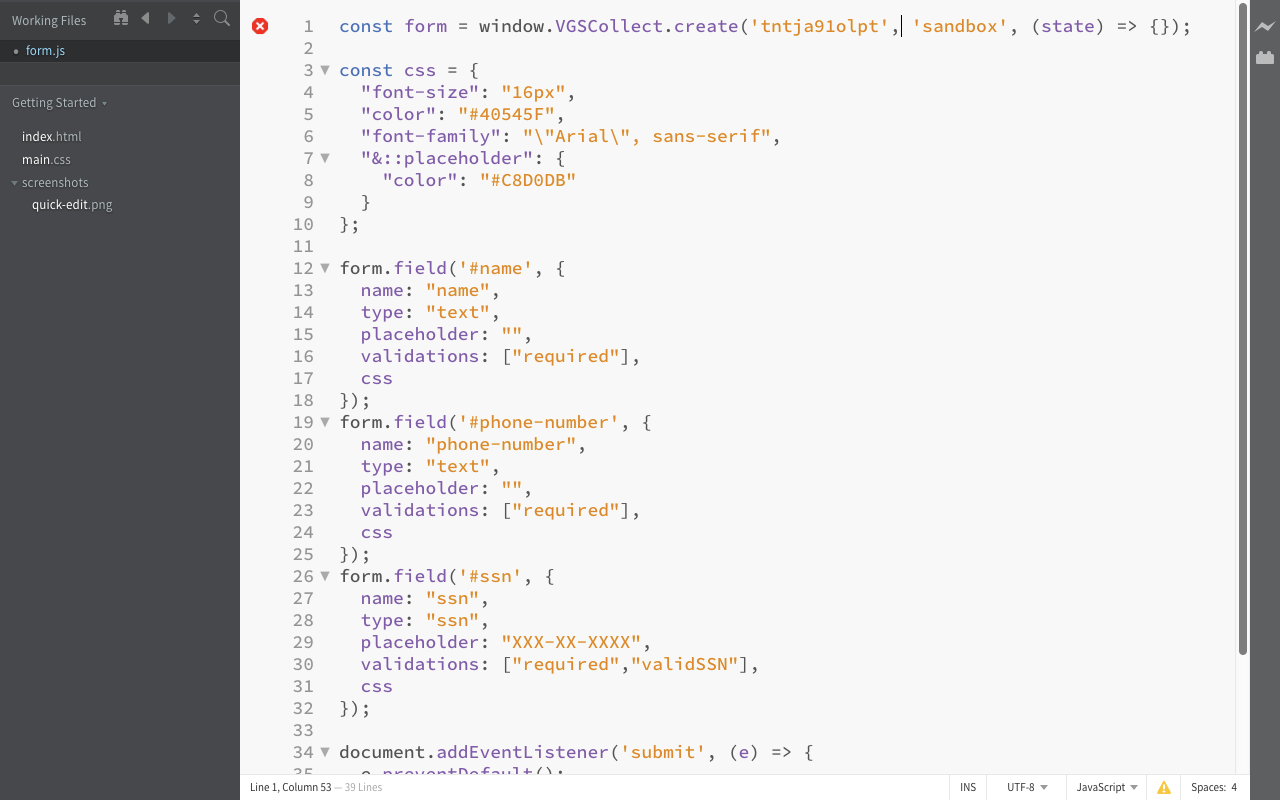 Working Files
form.js
Getting Started
index.html
main.css
screenshots
quick-edit.png
1 const form = window.VGSCollect.create('tntja91olpt', 'sandbox', (state) => {});
2
3 const css = {
4 "font-size": "16px",
5 "color": "#40545F",
6 "font-family": "\"Arial\", sans-serif",
7 "&::placeholder": {
8 "color": "#C8D0DB"
9 }
10 };
11
12 form.field('#name', {
13 name: "name",
14 type: "text",
15 placeholder: "",
16 validations: ["required"],
17 css
18 });
19 form.field('#phone-number', {
20 name: "phone-number",
21 type: "text",
22 placeholder: "",
23 validations: ["required"],
24 css
25 });
26 form.field('#ssn', {
27 name: "ssn",
28 type: "ssn",
29 placeholder: "XXX-XX-XXXX",
30 validations: ["required","validSSN"],
31 css
32 });
33
34 document.addEventListener('submit', (e) => {
35 e.preventDefault();
Line 1, Column 53 — 39 Lines
INS
UTF-8
JavaScript
Spaces: 4